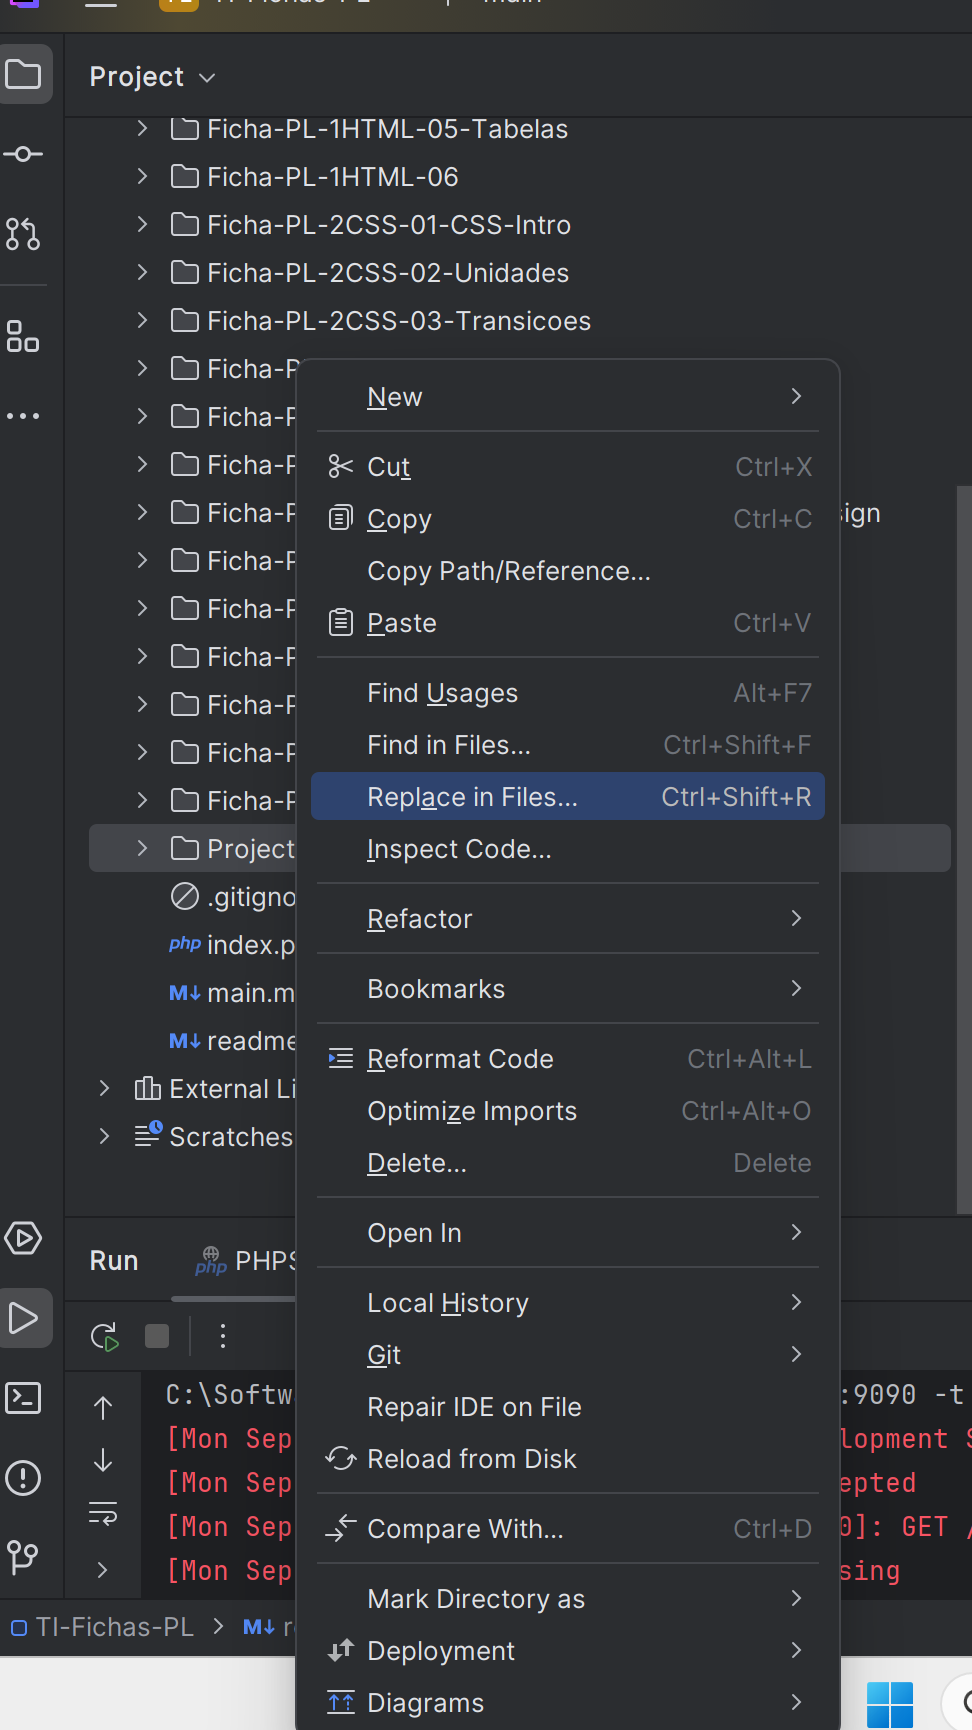 main
Project
Ficha-PL-1HTML-05-Tabelas
Ficha-PL-1HTML-06
Ficha-PL-2CSS-01-CSS-Intro
Ficha-PL-2CSS-02-Unidades
Ficha-PL-2CSS-03-Transicoes
Ficha-P
New
Ficha-P
Cut Ctrl+X
Ficha-P
Copy Ctrl+C
Ficha-P ign
Copy Path/Reference...
Ficha-P
Paste Ctrl+V
Ficha-P
Ficha-P
Find Usages Alt+F7
Ficha-P
Find in Files... Ctrl+Shift+F
Ficha-P
Replace in Files... Ctrl+Shift+R
Ficha-P
Inspect Code...
Project
.gitigno
Refactor
php index.p
Bookmarks
M↓ main.m
M↓ readme
Reformat Code Ctrl+Alt+L
External Li
Optimize Imports Ctrl+Alt+O
Scratches
Delete... Delete
Open In
Run php PHPS
Local History
Git
C:\Softw :9090 -t
Repair IDE on File
[Mon Sep lopment S
Reload from Disk
[Mon Sep epted
Compare With... Ctrl+D
[Mon Sep 0]: GET /
[Mon Sep sing
Mark Directory as
TI-Fichas-PL M↓ r
Deployment
Diagrams